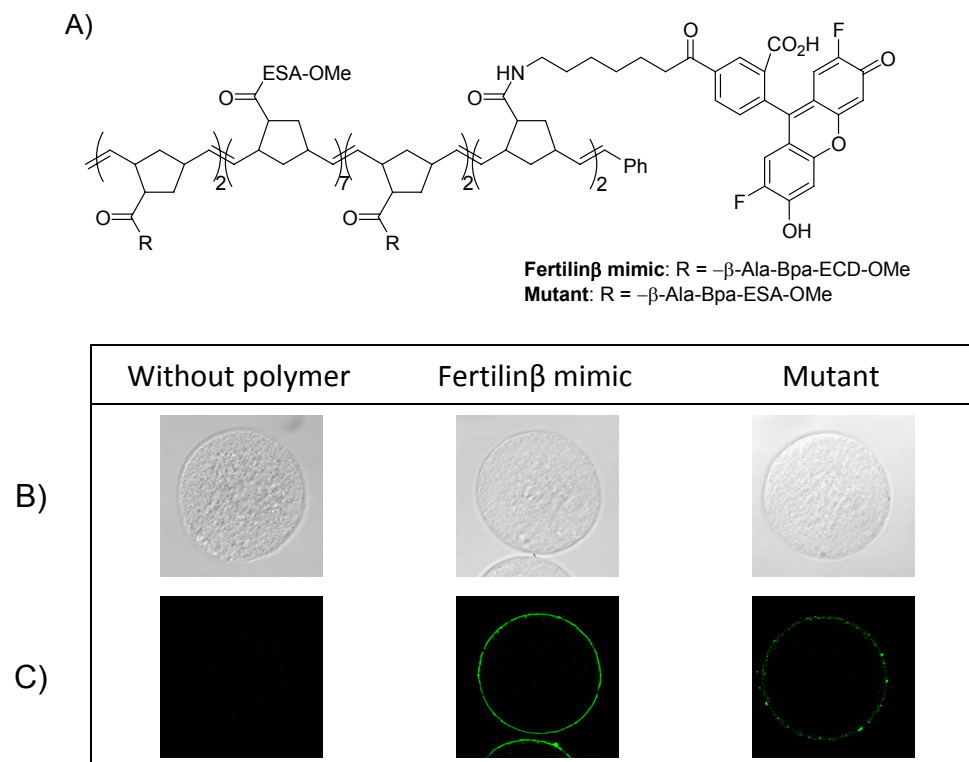 A)
ESA-OMe
O
2
7
O
R
2
O
R
HN
O
2
Ph
O
CO₂H
F
O
O
F
OH
Fertilinβ mimic: R = –β-Ala-Bpa-ECD-OMe
Mutant: R = –β-Ala-Bpa-ESA-OMe
Without polymer Fertilinβ mimic Mutant
B)
C)